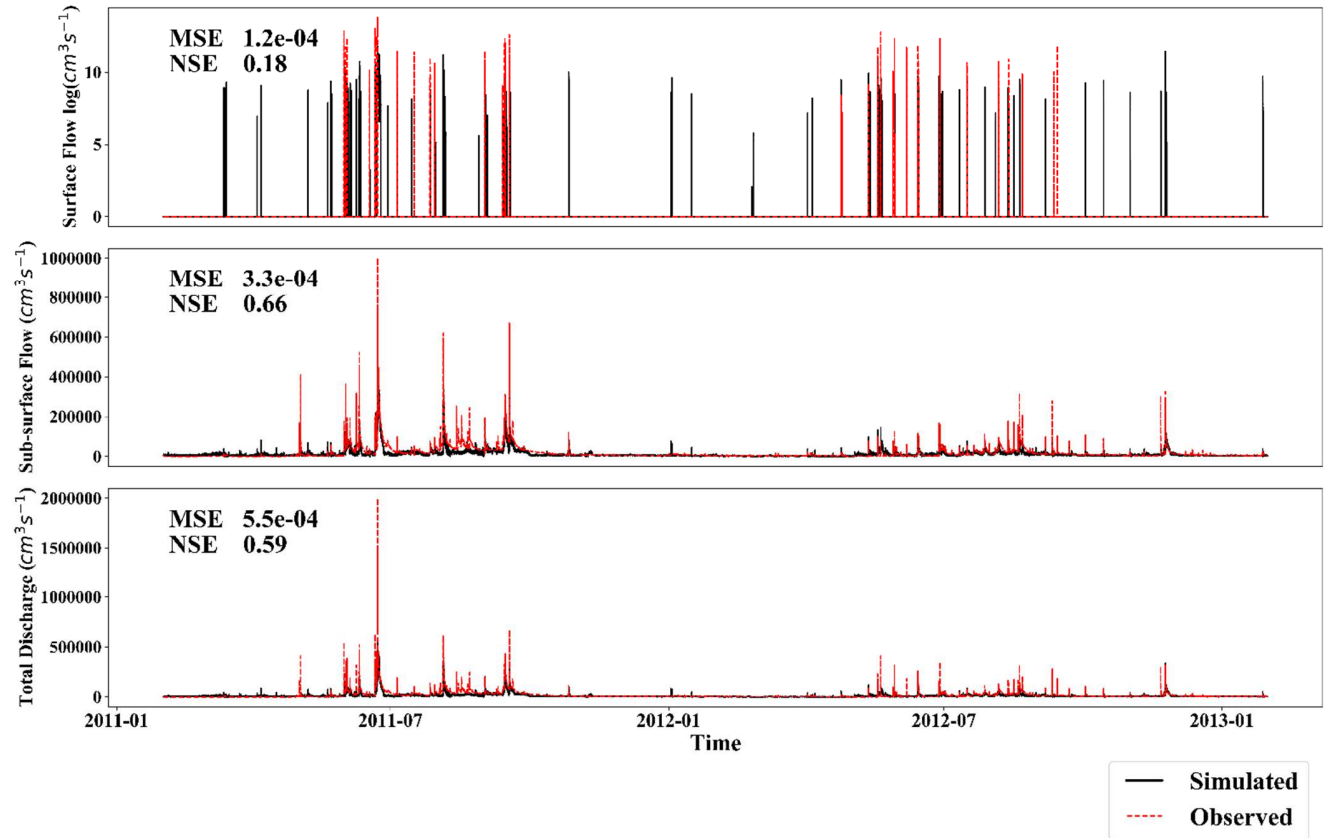 Surface Flow log(cm³s⁻¹)
10
5
0
MSE 1.2e-04
NSE 0.18
Sub-surface Flow (cm³s⁻¹)
1000000
800000
600000
400000
200000
0
MSE 3.3e-04
NSE 0.66
Total Discharge (cm³s⁻¹)
2000000
1500000
1000000
500000
0
MSE 5.5e-04
NSE 0.59
2011-01 2011-07 2012-01 2012-07 2013-01
Time
Simulated
Observed